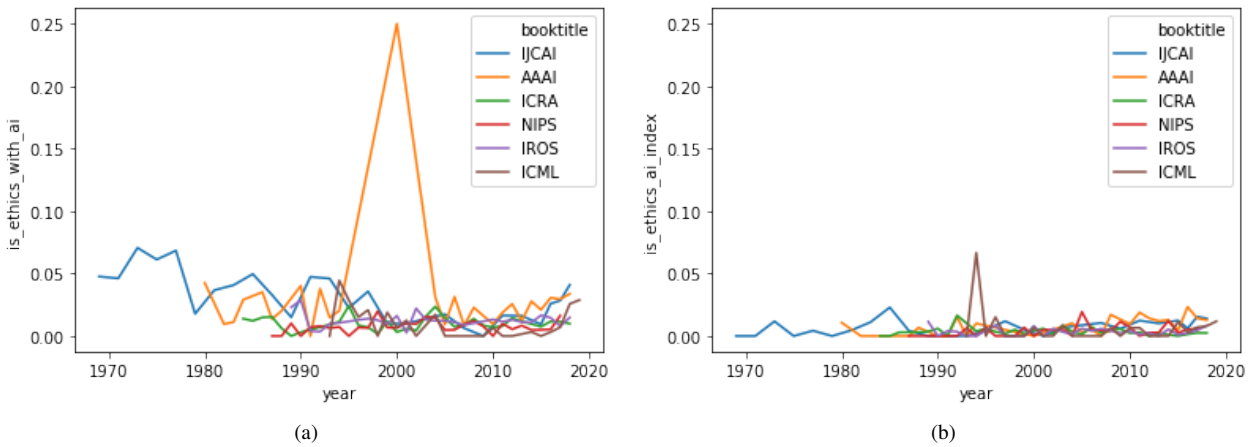 0.25
0.20
0.15
0.10
0.05
0.00
is_ethics_with_ai
1970 1980 1990 2000 2010 2020
year
booktitle
IJCAI
AAAI
ICRA
NIPS
IROS
ICML
(a)
0.25
0.20
0.15
0.10
0.05
0.00
is_ethics_ai_index
1970 1980 1990 2000 2010 2020
year
booktitle
IJCAI
AAAI
ICRA
NIPS
IROS
ICML
(b)